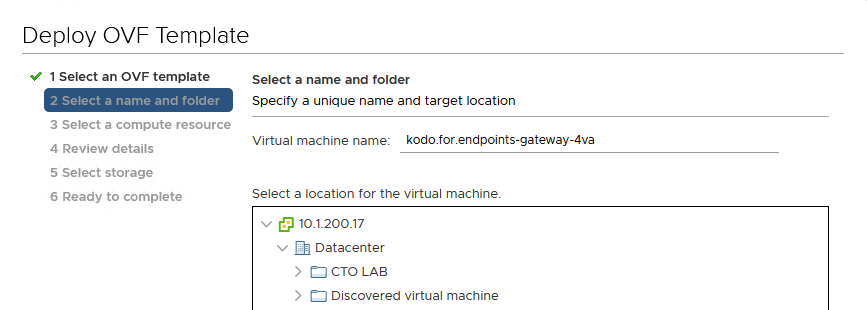 Deploy OVF Template
1 Select an OVF template
2 Select a name and folder
3 Select a compute resource
4 Review details
5 Select storage
6 Ready to complete
Select a name and folder
Specify a unique name and target location
Virtual machine name: kodo.for.endpoints-gateway-4va
Select a location for the virtual machine.
10.1.200.17
Datacenter
CTO LAB
Discovered virtual machine